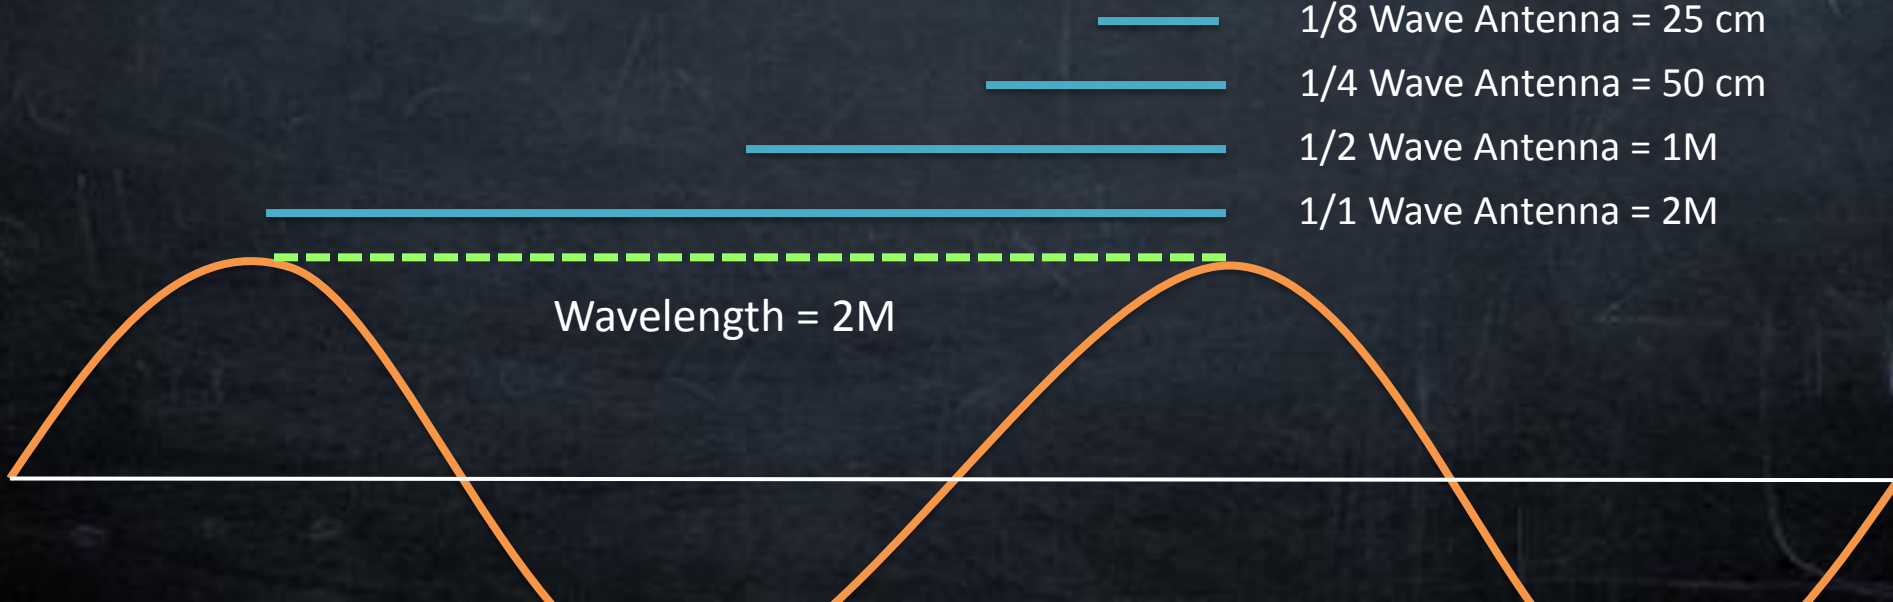 1/8 Wave Antenna = 25 cm
1/4 Wave Antenna = 50 cm
1/2 Wave Antenna = 1M
1/1 Wave Antenna = 2M
Wavelength = 2M